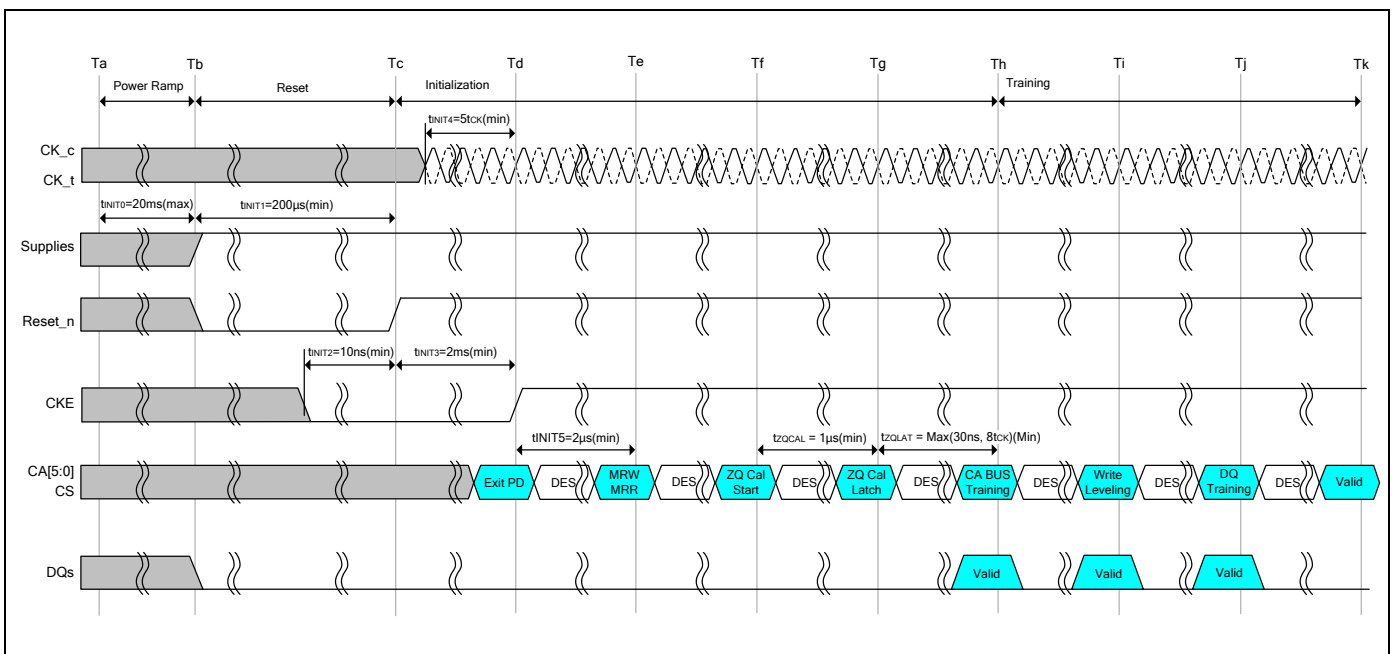 Ta Tb Tc Td Te Tf Tg Th Ti Tj Tk
Power Ramp Reset Initialization Training
tINIT4=5tCK(min)
CK_c
CK_t
tINIT0=20ms(max) tINIT1=200µs(min)
Supplies
Reset_n
tINIT2=10ns(min) tINIT3=2ms(min)
CKE
tINIT5=2µs(min) tZQCAL = 1µs(min) tZQLAT = Max(30ns, 8tCK)(Min)
CA[5:0]
CS
Exit PD DES MRW MRR DES ZQ Cal Start DES ZQ Cal Latch DES CA BUS Training DES Write Leveling DES DQ Training DES Valid
DQs Valid Valid Valid